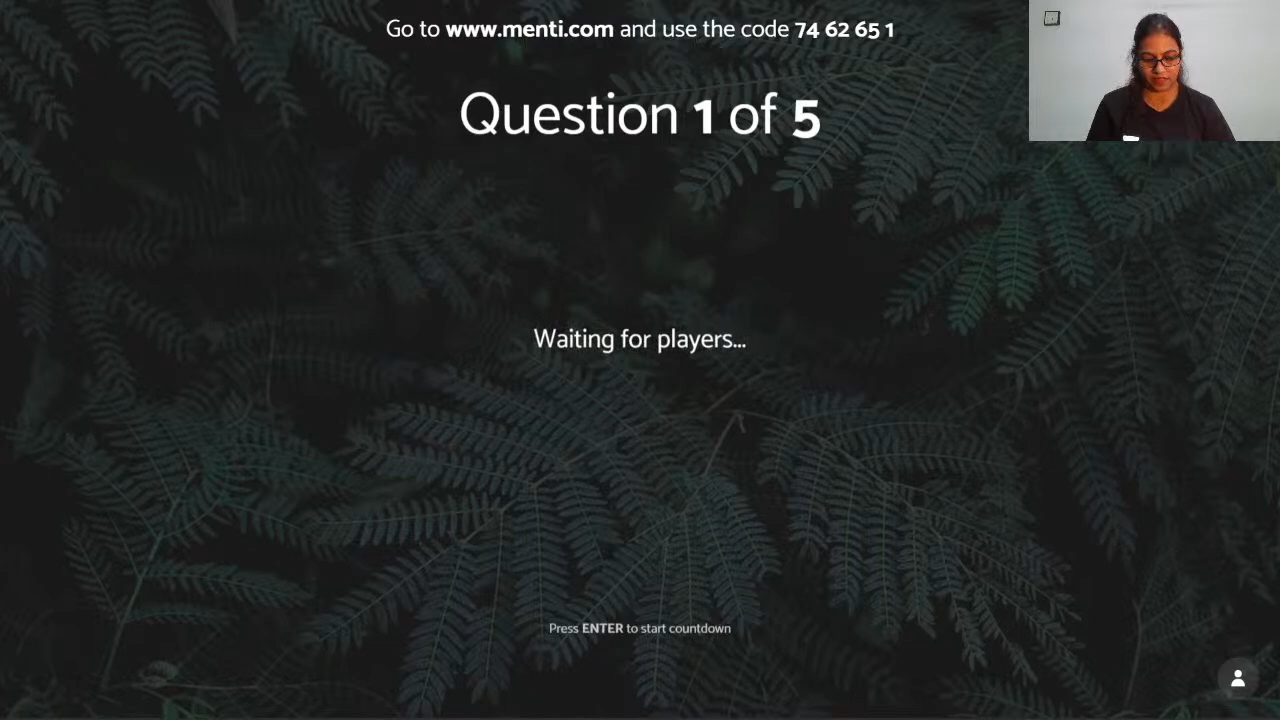 Go to www.menti.com and use the code 74 62 65 1
Question 1 of 5
Waiting for players...
Press ENTER to start countdown